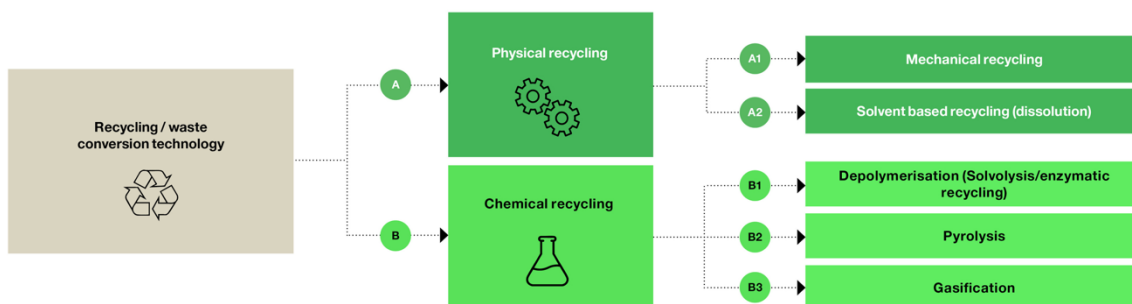 Recycling / waste
conversion technology
A
Physical recycling
A1
Mechanical recycling
A2
Solvent based recycling (dissolution)
B
Chemical recycling
B1
Depolymerisation (Solvolysis/enzymatic
recycling)
B2
Pyrolysis
B3
Gasification